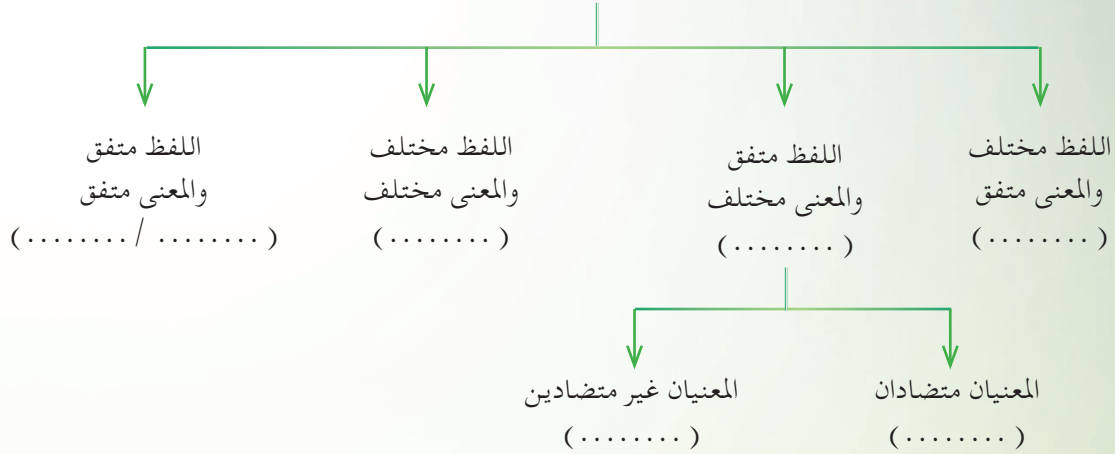 اللفظ مختلف
والمعنى متفق
( ........ )
اللفظ متفق
والمعنى مختلف
( ........ )
اللفظ مختلف
والمعنى مختلف
( ........ )
اللفظ متفق
والمعنى متفق
( ........ / ........ )
المعنيان متضادان
( ........ )
المعنيان غير متضادين
( ........ )